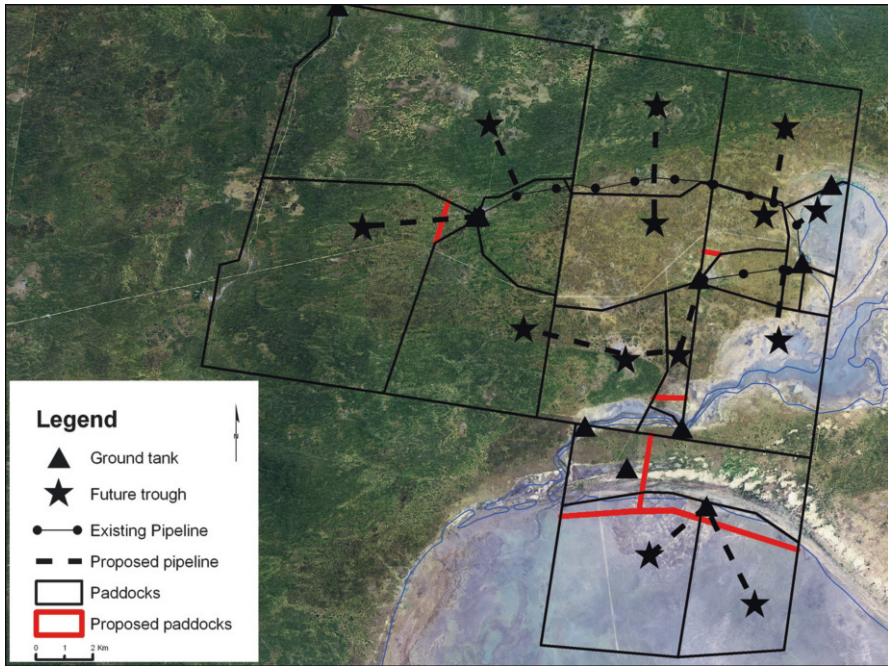 Legend
N
Ground tank
Future trough
Existing Pipeline
Proposed pipeline
Paddocks
Proposed paddocks
0 1 2 Km